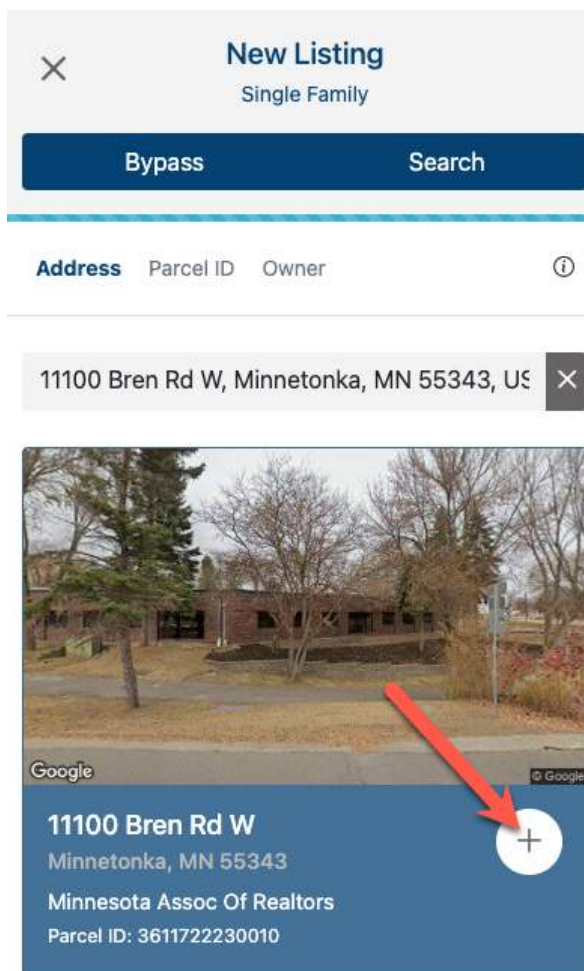 New Listing
Single Family
Bypass Search
Address Parcel ID Owner
11100 Bren Rd W, Minnetonka, MN 55343, US
Google
© Google
11100 Bren Rd W
Minnetonka, MN 55343
Minnesota Assoc Of Realtors
Parcel ID: 3611722230010